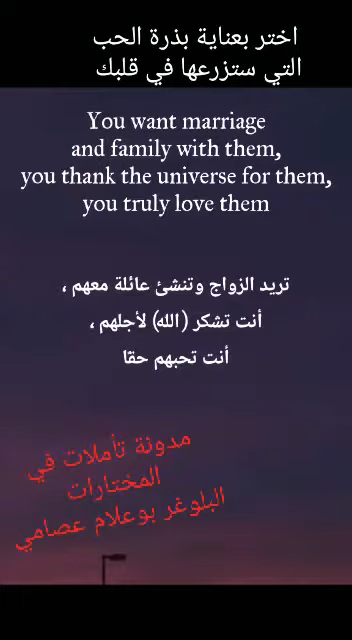 اختر بعناية بذرة الحب
التي ستزرعها في قلبك
You want marriage
and family with them,
you thank the universe for them,
you truly love them
تريد الزواج وتنشئ عائلة معهم ،
أنت تشكر (الله) لأجلهم ،
أنت تحبهم حقا
مدونة تأملات في
المختارات
البلوغر بوعلام عصامي